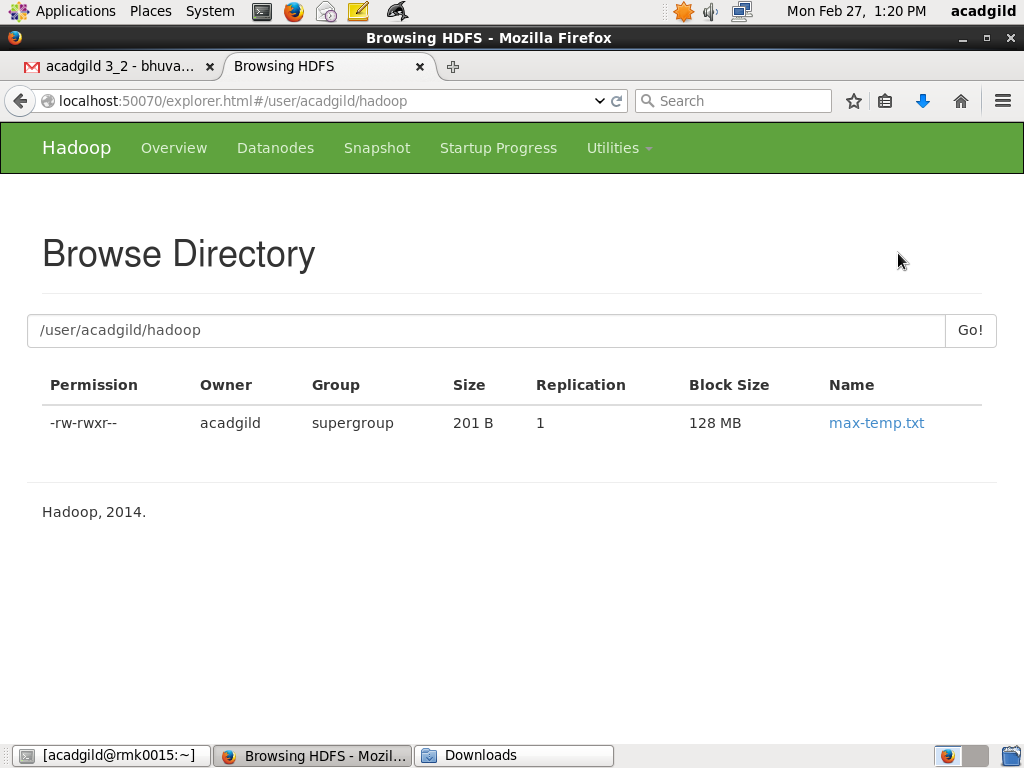 Applications Places System Mon Feb 27, 1:20 PM acadgild
Browsing HDFS - Mozilla Firefox
acadgild 3_2 - bhuva... Browsing HDFS
localhost:50070/explorer.html#/user/acadgild/hadoop Search
Hadoop Overview Datanodes Snapshot Startup Progress Utilities
Browse Directory
/user/acadgild/hadoop Go!
Permission Owner Group Size Replication Block Size Name
-rw-rwxr-- acadgild supergroup 201 B 1 128 MB max-temp.txt
Hadoop, 2014.
[acadgild@rmk0015:~] Browsing HDFS - Mozil... Downloads